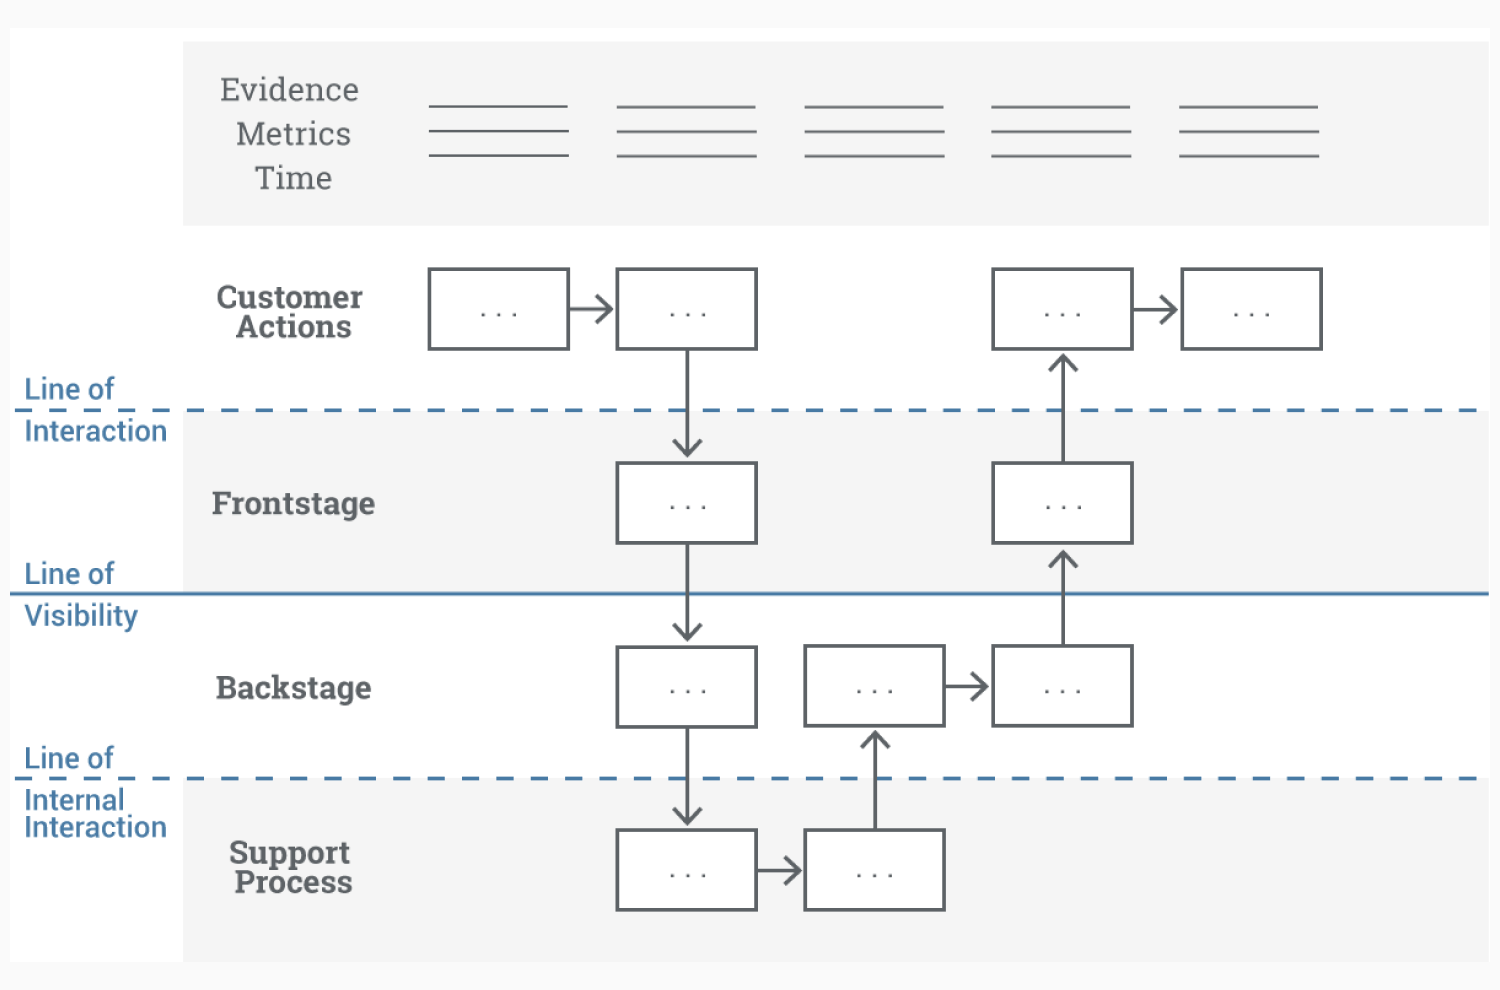 Evidence
Metrics
Time
Customer
Actions
...
...
...
...
Line of
Interaction
Frontstage
...
...
Line of
Visibility
Backstage
...
...
...
Line of
Internal
Interaction
Support
Process
...
...